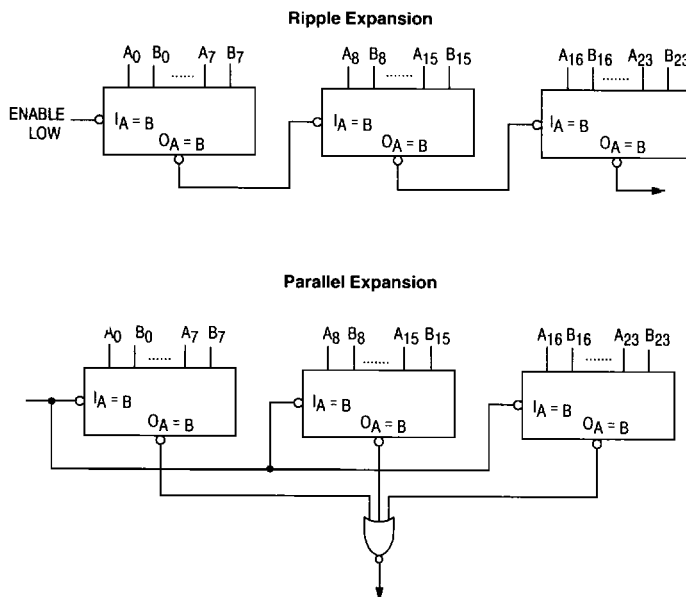 Ripple Expansion
A0 B0 ...... A7 B7
A8 B8 ....... A15 B15
A16 B16 ....... A23 B23
ENABLE
LOW
IA = B
OA = B
IA = B
OA = B
IA = B
OA = B
Parallel Expansion
A0 B0 ...... A7 B7
A8 B8 ....... A15 B15
A16 B16 ....... A23 B23
IA = B
OA = B
IA = B
OA = B
IA = B
OA = B